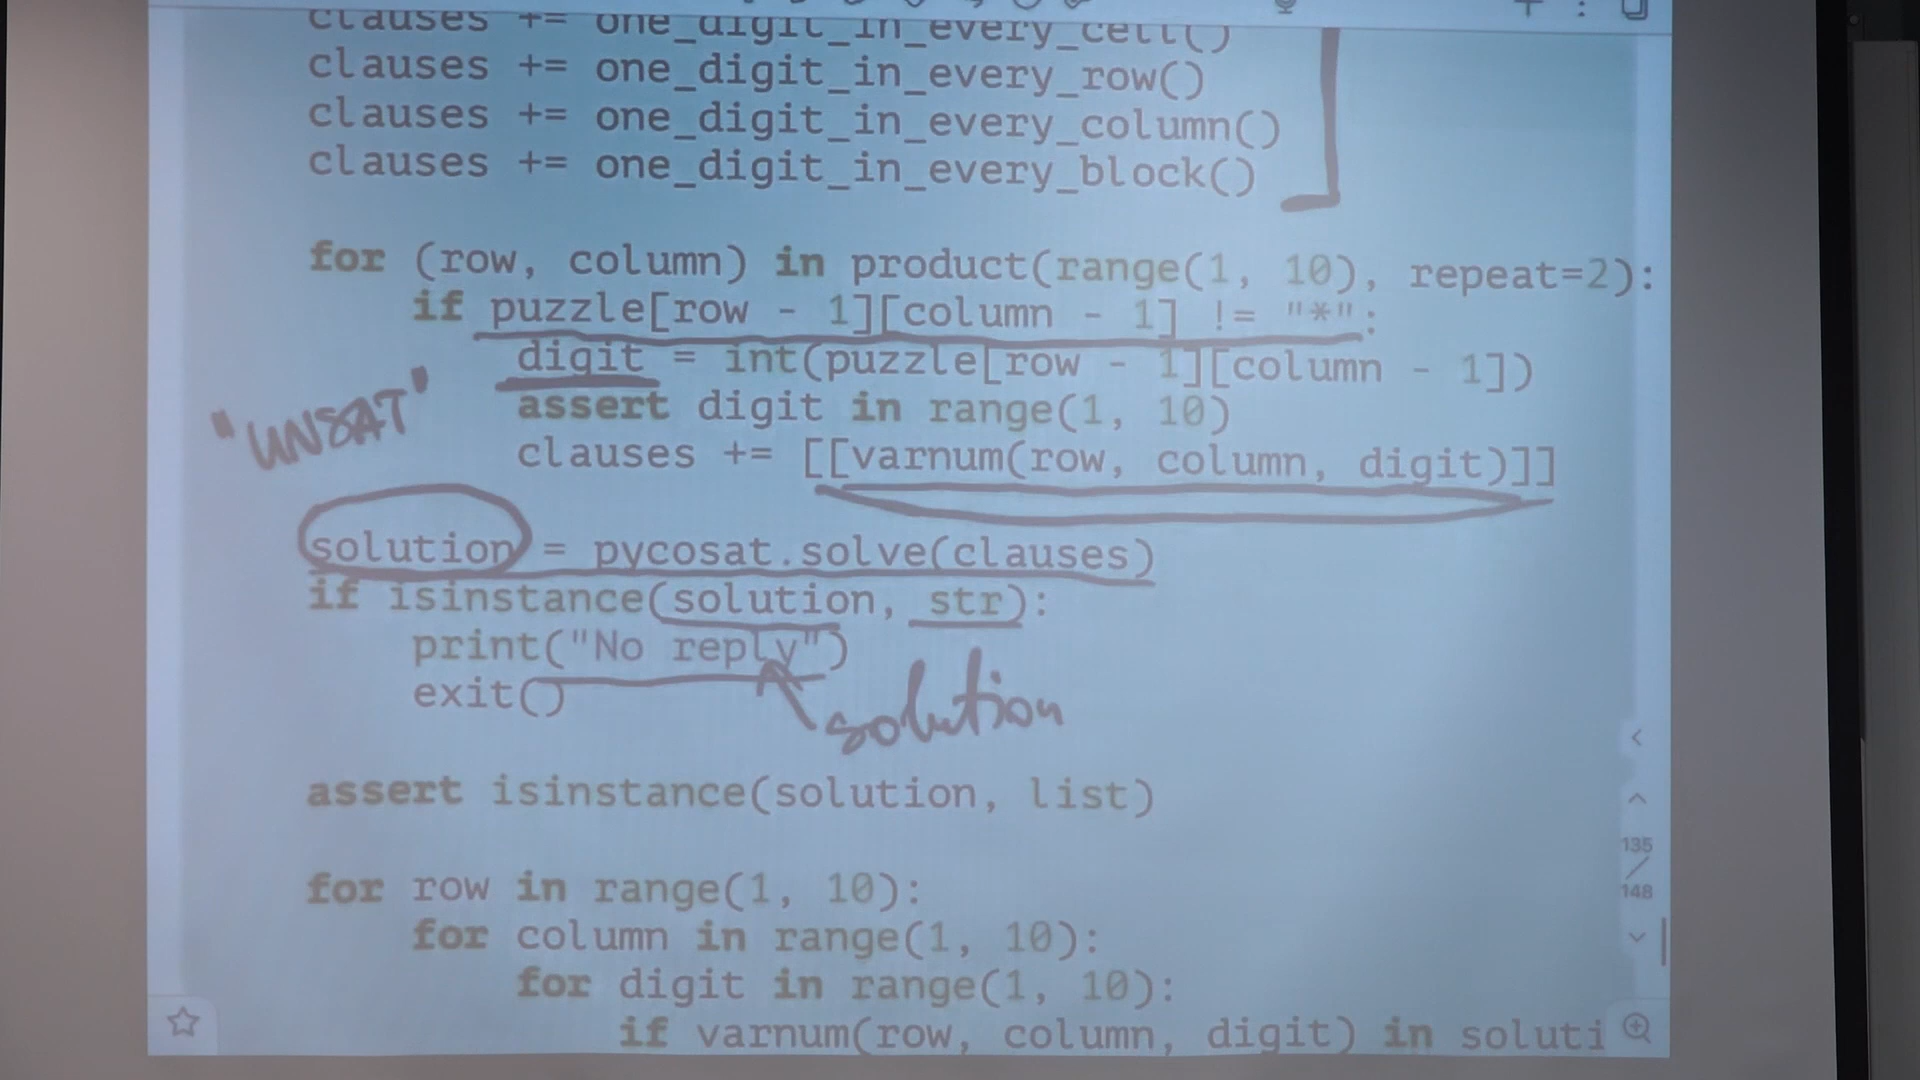 clauses += one_digit_in_every_cell()
clauses += one_digit_in_every_row()
clauses += one_digit_in_every_column()
clauses += one_digit_in_every_block()
for (row, column) in product(range(1, 10), repeat=2):
if puzzle[row - 1][column - 1] != "*":
digit = int(puzzle[row - 1][column - 1])
assert digit in range(1, 10)
"UNSAT"
clauses += [[varnum(row, column, digit)]]
solution = pycosat.solve(clauses)
if isinstance(solution, str):
print("No reply")
exit()
solution
assert isinstance(solution, list)
for row in range(1, 10):
for column in range(1, 10):
for digit in range(1, 10):
if varnum(row, column, digit) in soluti
135
/
148